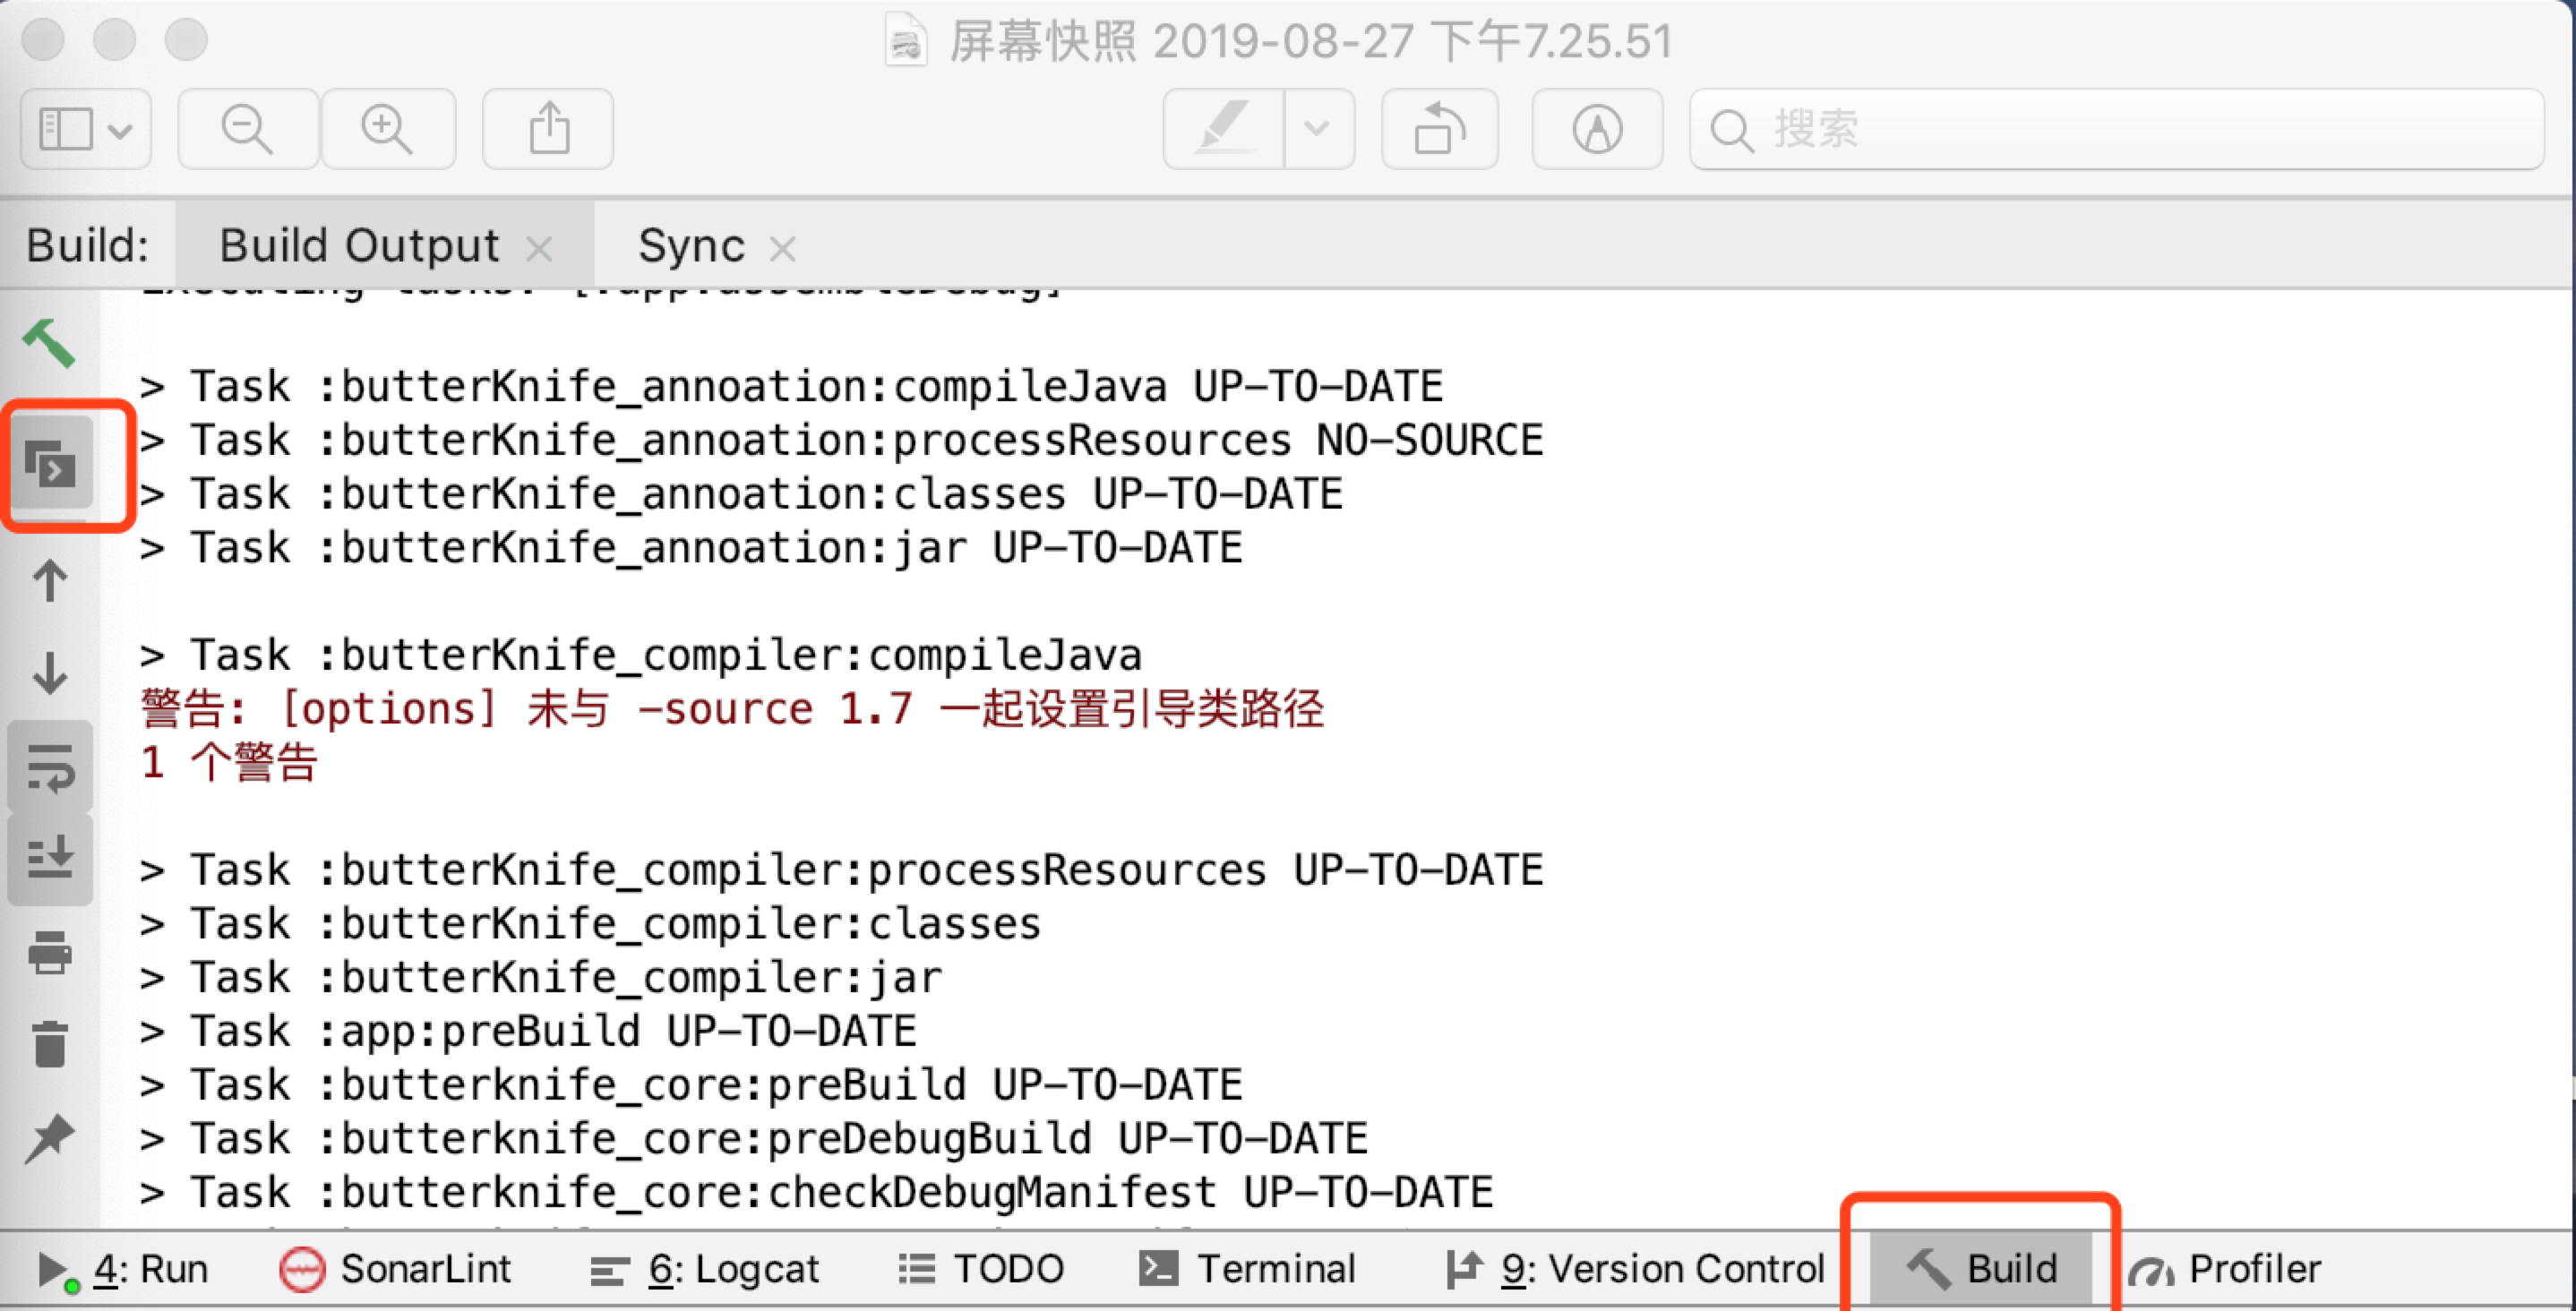 屏幕快照 2019-08-27 下午7.25.51
搜索
Build: Build Output Sync
Executing tasks: [:app:assembleDebug]
> Task :butterKnife_annoation:compileJava UP-TO-DATE
> Task :butterKnife_annoation:processResources NO-SOURCE
> Task :butterKnife_annoation:classes UP-TO-DATE
> Task :butterKnife_annoation:jar UP-TO-DATE
> Task :butterKnife_compiler:compileJava
警告: [options] 未与 -source 1.7 一起设置引导类路径
1 个警告
> Task :butterKnife_compiler:processResources UP-TO-DATE
> Task :butterKnife_compiler:classes
> Task :butterKnife_compiler:jar
> Task :app:preBuild UP-TO-DATE
> Task :butterknife_core:preBuild UP-TO-DATE
> Task :butterknife_core:preDebugBuild UP-TO-DATE
> Task :butterknife_core:checkDebugManifest UP-TO-DATE
4: Run SonarLint 6: Logcat TODO Terminal 9: Version Control Build Profiler